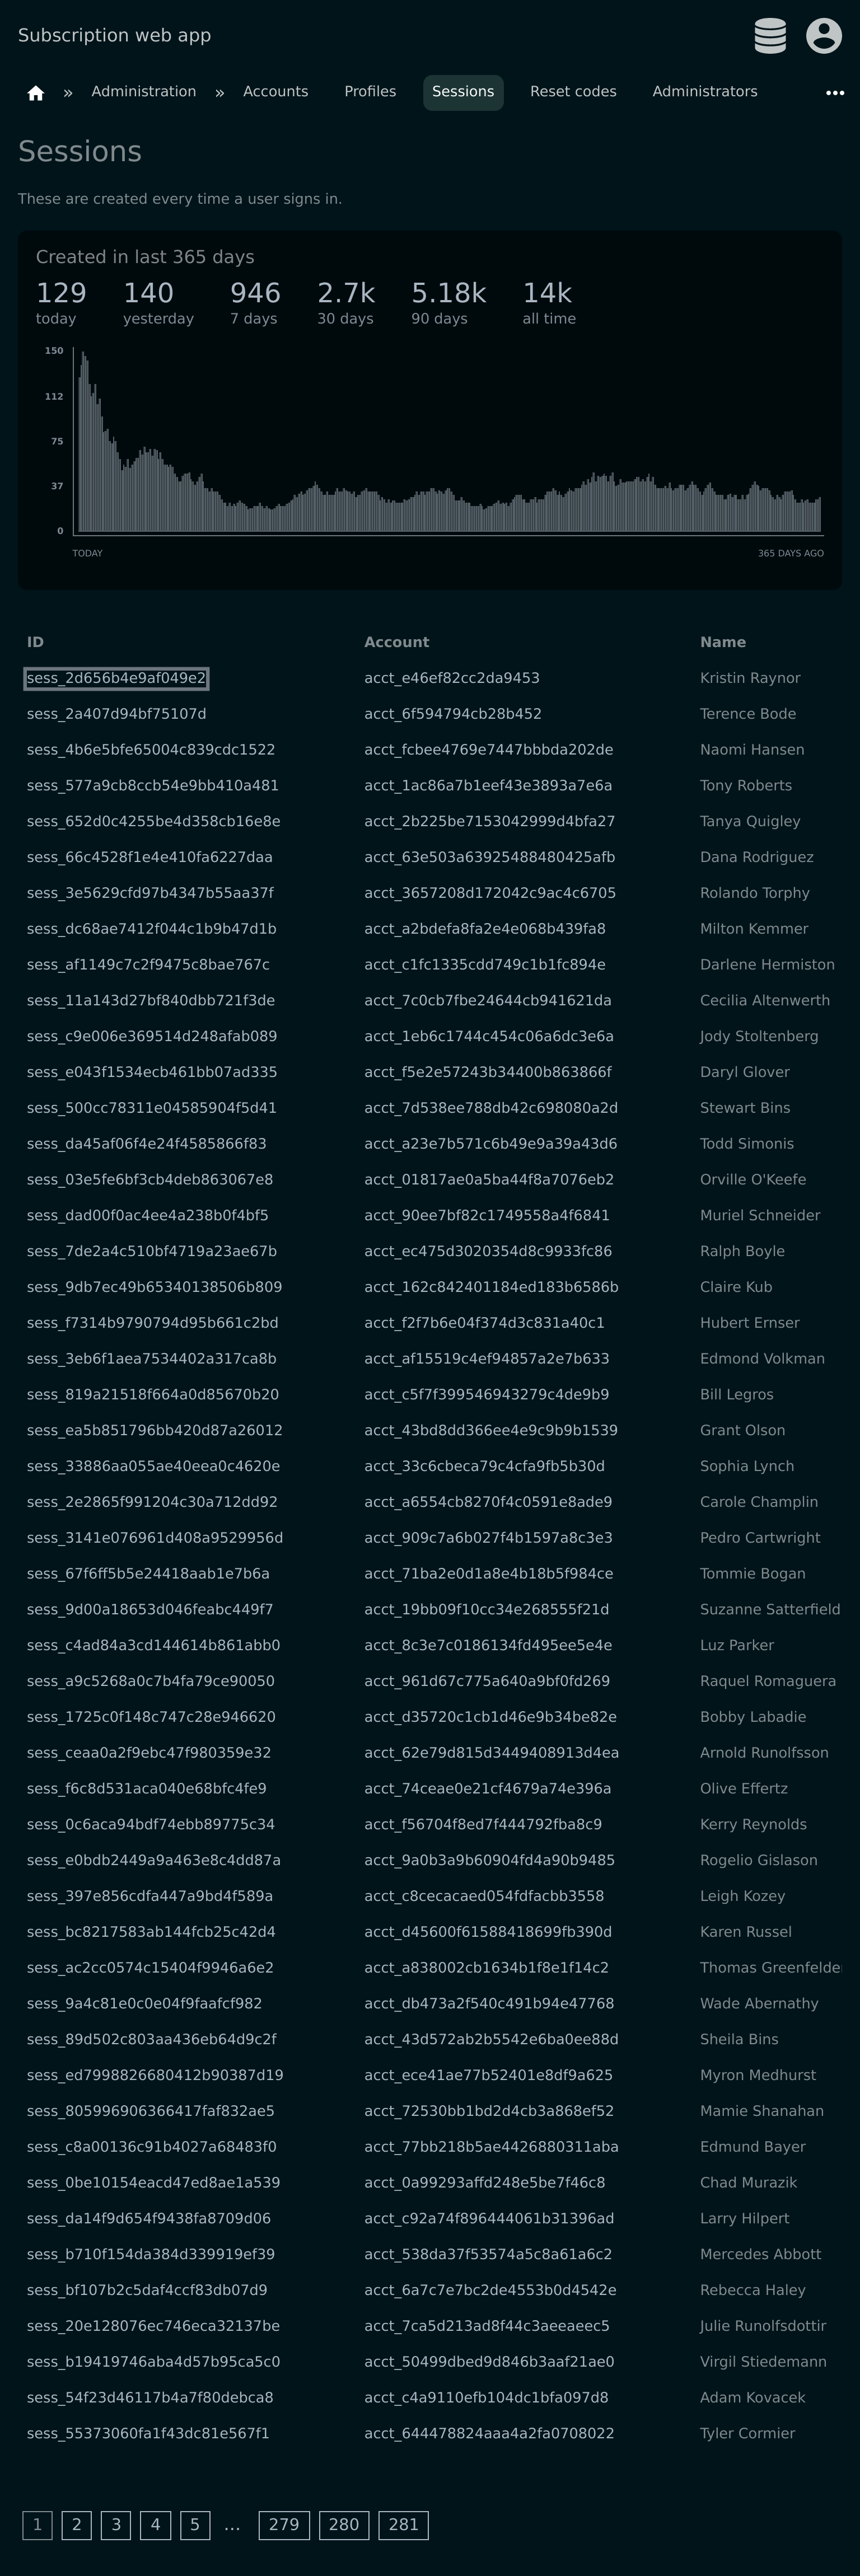 Subscription web app
» Administration » Accounts Profiles Sessions Reset codes Administrators
Sessions
These are created every time a user signs in.
Created in last 365 days
129 140 946 2.7k 5.18k 14k
today yesterday 7 days 30 days 90 days all time
150
112
75
37
0
TODAY 365 DAYS AGO
ID Account Name
sess_2d656b4e9af049e2 acct_e46ef82cc2da9453 Kristin Raynor
sess_2a407d94bf75107d acct_6f594794cb28b452 Terence Bode
sess_4b6e5bfe65004c839cdc1522 acct_fcbee4769e7447bbbda202de Naomi Hansen
sess_577a9cb8ccb54e9bb410a481 acct_1ac86a7b1eef43e3893a7e6a Tony Roberts
sess_652d0c4255be4d358cb16e8e acct_2b225be7153042999d4bfa27 Tanya Quigley
sess_66c4528f1e4e410fa6227daa acct_63e503a63925488480425afb Dana Rodriguez
sess_3e5629cfd97b4347b55aa37f acct_3657208d172042c9ac4c6705 Rolando Torphy
sess_dc68ae7412f044c1b9b47d1b acct_a2bdefa8fa2e4e068b439fa8 Milton Kemmer
sess_af1149c7c2f9475c8bae767c acct_c1fc1335cdd749c1b1fc894e Darlene Hermiston
sess_11a143d27bf840dbb721f3de acct_7c0cb7fbe24644cb941621da Cecilia Altenwerth
sess_c9e006e369514d248afab089 acct_1eb6c1744c454c06a6dc3e6a Jody Stoltenberg
sess_e043f1534ecb461bb07ad335 acct_f5e2e57243b34400b863866f Daryl Glover
sess_500cc78311e04585904f5d41 acct_7d538ee788db42c698080a2d Stewart Bins
sess_da45af06f4e24f4585866f83 acct_a23e7b571c6b49e9a39a43d6 Todd Simonis
sess_03e5fe6bf3cb4deb863067e8 acct_01817ae0a5ba44f8a7076eb2 Orville O'Keefe
sess_dad00f0ac4ee4a238b0f4bf5 acct_90ee7bf82c1749558a4f6841 Muriel Schneider
sess_7de2a4c510bf4719a23ae67b acct_ec475d3020354d8c9933fc86 Ralph Boyle
sess_9db7ec49b65340138506b809 acct_162c842401184ed183b6586b Claire Kub
sess_f7314b9790794d95b661c2bd acct_f2f7b6e04f374d3c831a40c1 Hubert Ernser
sess_3eb6f1aea7534402a317ca8b acct_af15519c4ef94857a2e7b633 Edmond Volkman
sess_819a21518f664a0d85670b20 acct_c5f7f399546943279c4de9b9 Bill Legros
sess_ea5b851796bb420d87a26012 acct_43bd8dd366ee4e9c9b9b1539 Grant Olson
sess_33886aa055ae40eea0c4620e acct_33c6cbeca79c4cfa9fb5b30d Sophia Lynch
sess_2e2865f991204c30a712dd92 acct_a6554cb8270f4c0591e8ade9 Carole Champlin
sess_3141e076961d408a9529956d acct_909c7a6b027f4b1597a8c3e3 Pedro Cartwright
sess_67f6ff5b5e24418aab1e7b6a acct_71ba2e0d1a8e4b18b5f984ce Tommie Bogan
sess_9d00a18653d046feabc449f7 acct_19bb09f10cc34e268555f21d Suzanne Satterfield
sess_c4ad84a3cd144614b861abb0 acct_8c3e7c0186134fd495ee5e4e Luz Parker
sess_a9c5268a0c7b4fa79ce90050 acct_961d67c775a640a9bf0fd269 Raquel Romaguera
sess_1725c0f148c747c28e946620 acct_d35720c1cb1d46e9b34be82e Bobby Labadie
sess_ceaa0a2f9ebc47f980359e32 acct_62e79d815d3449408913d4ea Arnold Runolfsson
sess_f6c8d531aca040e68bfc4fe9 acct_74ceae0e21cf4679a74e396a Olive Effertz
sess_0c6aca94bdf74ebb89775c34 acct_f56704f8ed7f444792fba8c9 Kerry Reynolds
sess_e0bdb2449a9a463e8c4dd87a acct_9a0b3a9b60904fd4a90b9485 Rogelio Gislason
sess_397e856cdfa447a9bd4f589a acct_c8cecacaed054fdfacbb3558 Leigh Kozey
sess_bc8217583ab144fcb25c42d4 acct_d45600f61588418699fb390d Karen Russel
sess_ac2cc0574c15404f9946a6e2 acct_a838002cb1634b1f8e1f14c2 Thomas Greenfelder
sess_9a4c81e0c0e04f9faafcf982 acct_db473a2f540c491b94e47768 Wade Abernathy
sess_89d502c803aa436eb64d9c2f acct_43d572ab2b5542e6ba0ee88d Sheila Bins
sess_ed7998826680412b90387d19 acct_ece41ae77b52401e8df9a625 Myron Medhurst
sess_805996906366417faf832ae5 acct_72530bb1bd2d4cb3a868ef52 Mamie Shanahan
sess_c8a00136c91b4027a68483f0 acct_77bb218b5ae4426880311aba Edmund Bayer
sess_0be10154eacd47ed8ae1a539 acct_0a99293affd248e5be7f46c8 Chad Murazik
sess_da14f9d654f9438fa8709d06 acct_c92a74f896444061b31396ad Larry Hilpert
sess_b710f154da384d339919ef39 acct_538da37f53574a5c8a61a6c2 Mercedes Abbott
sess_bf107b2c5daf4ccf83db07d9 acct_6a7c7e7bc2de4553b0d4542e Rebecca Haley
sess_20e128076ec746eca32137be acct_7ca5d213ad8f44c3aeeaeec5 Julie Runolfsdottir
sess_b19419746aba4d57b95ca5c0 acct_50499dbed9d846b3aaf21ae0 Virgil Stiedemann
sess_54f23d46117b4a7f80debca8 acct_c4a9110efb104dc1bfa097d8 Adam Kovacek
sess_55373060fa1f43dc81e567f1 acct_644478824aaa4a2fa0708022 Tyler Cormier
1 2 3 4 5 ... 279 280 281